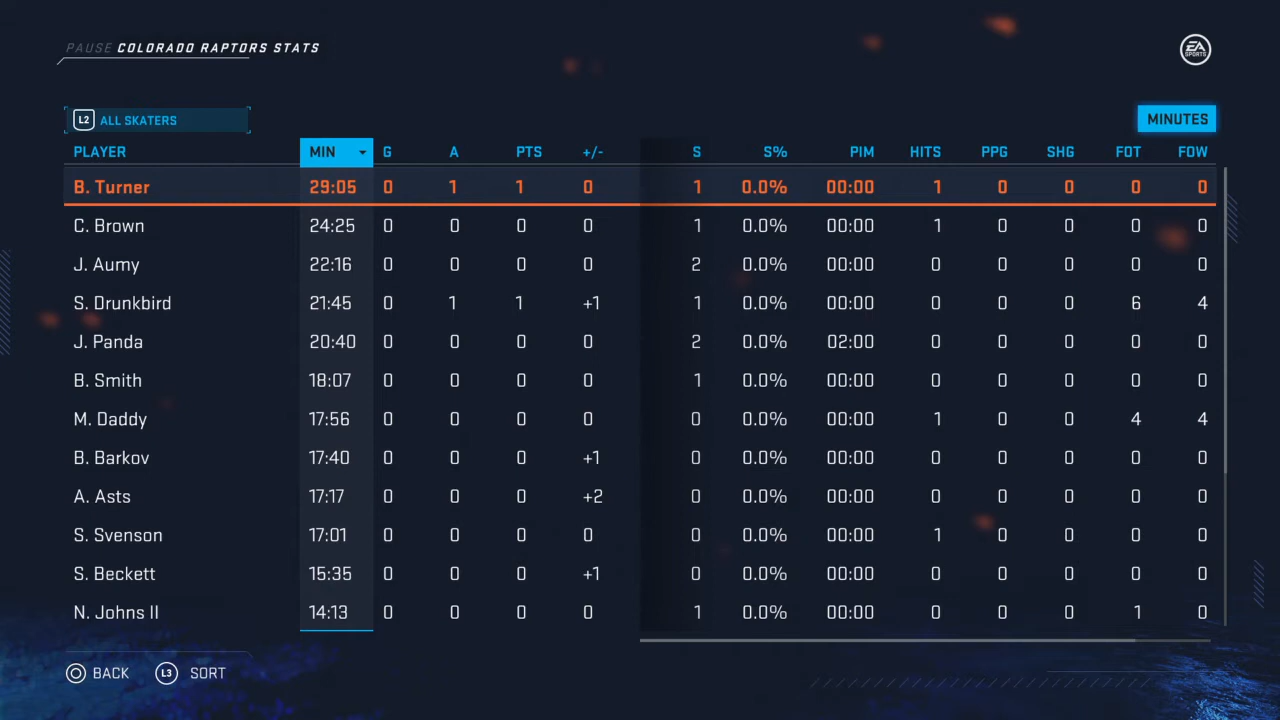 PAUSE COLORADO RAPTORS STATS
EA SPORTS
L2 ALL SKATERS
MINUTES
PLAYER MIN G A PTS +/- S S% PIM HITS PPG SHG FOT FOW
B. Turner 29:05 0 1 1 0 1 0.0% 00:00 1 0 0 0 0
C. Brown 24:25 0 0 0 0 1 0.0% 00:00 1 0 0 0 0
J. Aumy 22:16 0 0 0 0 2 0.0% 00:00 0 0 0 0 0
S. Drunkbird 21:45 0 1 1 +1 1 0.0% 00:00 0 0 0 6 4
J. Panda 20:40 0 0 0 0 2 0.0% 02:00 0 0 0 0 0
B. Smith 18:07 0 0 0 0 1 0.0% 00:00 0 0 0 0 0
M. Daddy 17:56 0 0 0 0 0 0.0% 00:00 1 0 0 4 4
B. Barkov 17:40 0 0 0 +1 0 0.0% 00:00 0 0 0 0 0
A. Asts 17:17 0 0 0 +2 0 0.0% 00:00 0 0 0 0 0
S. Svenson 17:01 0 0 0 0 0 0.0% 00:00 1 0 0 0 0
S. Beckett 15:35 0 0 0 +1 0 0.0% 00:00 0 0 0 0 0
N. Johns II 14:13 0 0 0 0 1 0.0% 00:00 0 0 0 1 0
BACK L3 SORT